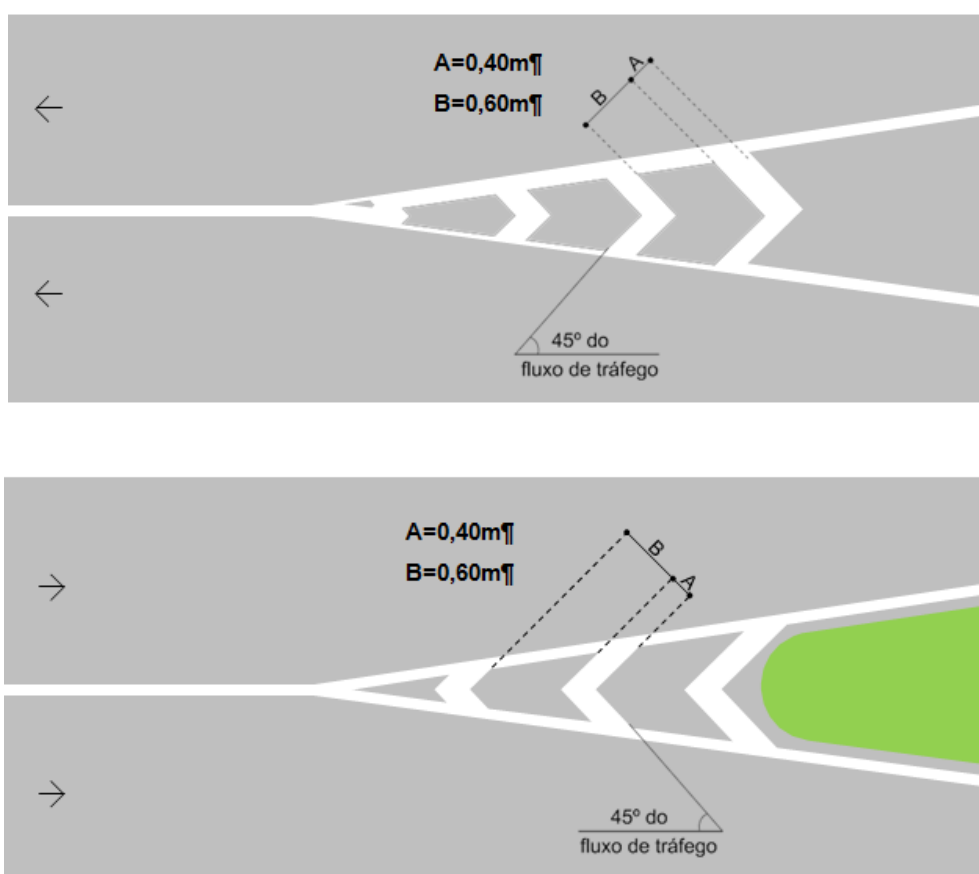 A=0,40m¶
B=0,60m¶
A
B
45º do
fluxo de tráfego
A=0,40m¶
B=0,60m¶
B
A
45º do
fluxo de tráfego